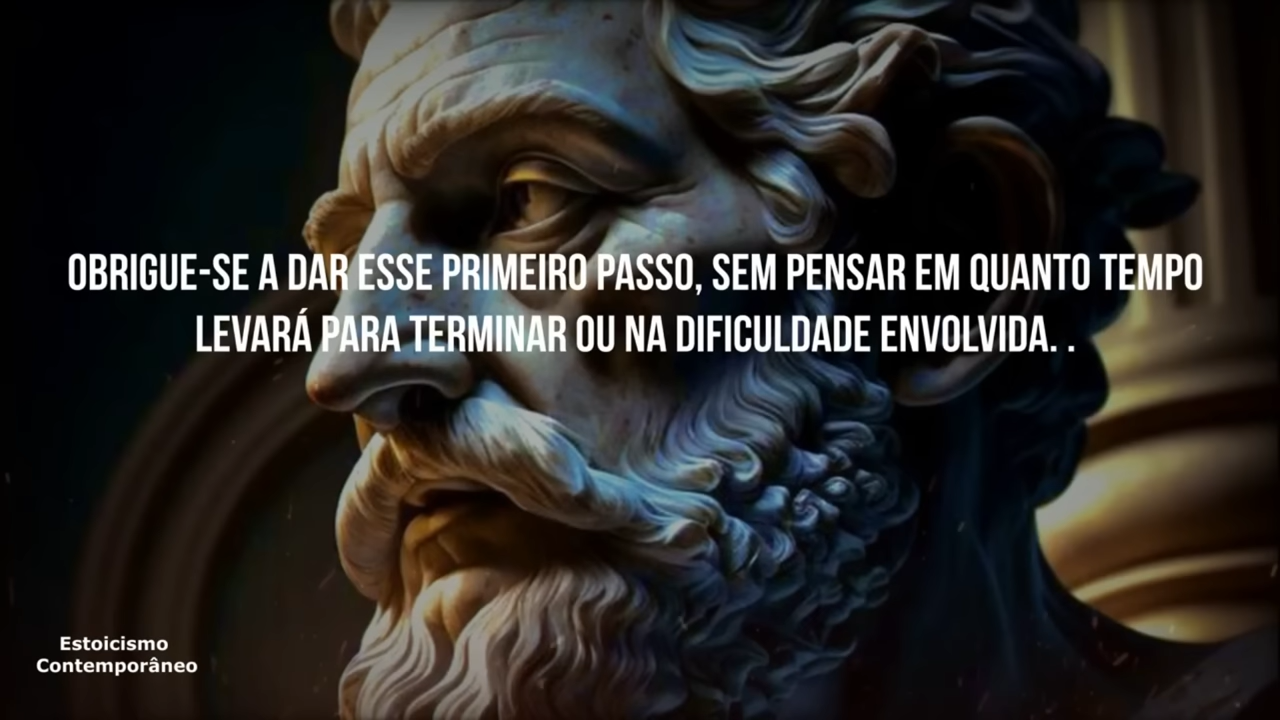 OBRIGUE-SE A DAR ESSE PRIMEIRO PASSO, SEM PENSAR EM QUANTO TEMPO
LEVARÁ PARA TERMINAR OU NA DIFICULDADE ENVOLVIDA. .
Estoicismo
Contemporâneo